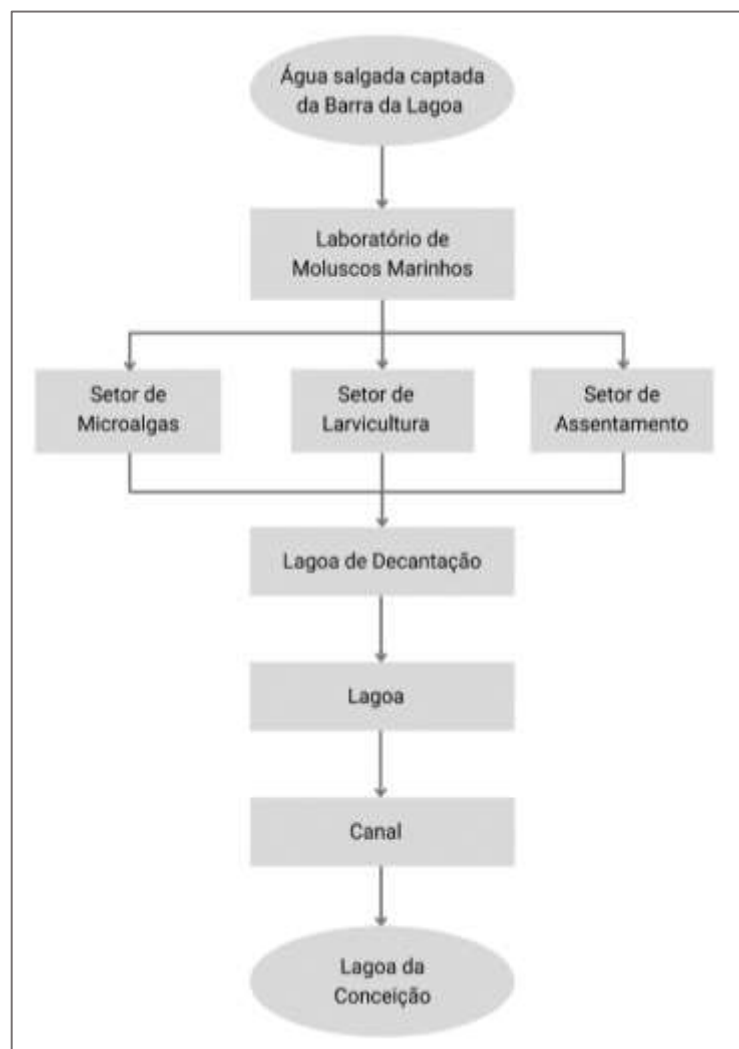 Água salgada captada
da Barra da Lagoa
Laboratório de
Moluscos Marinhos
Setor de
Microalgas
Setor de
Larvicultura
Setor de
Assentamento
Lagoa de Decantação
Lagoa
Canal
Lagoa da
Conceição